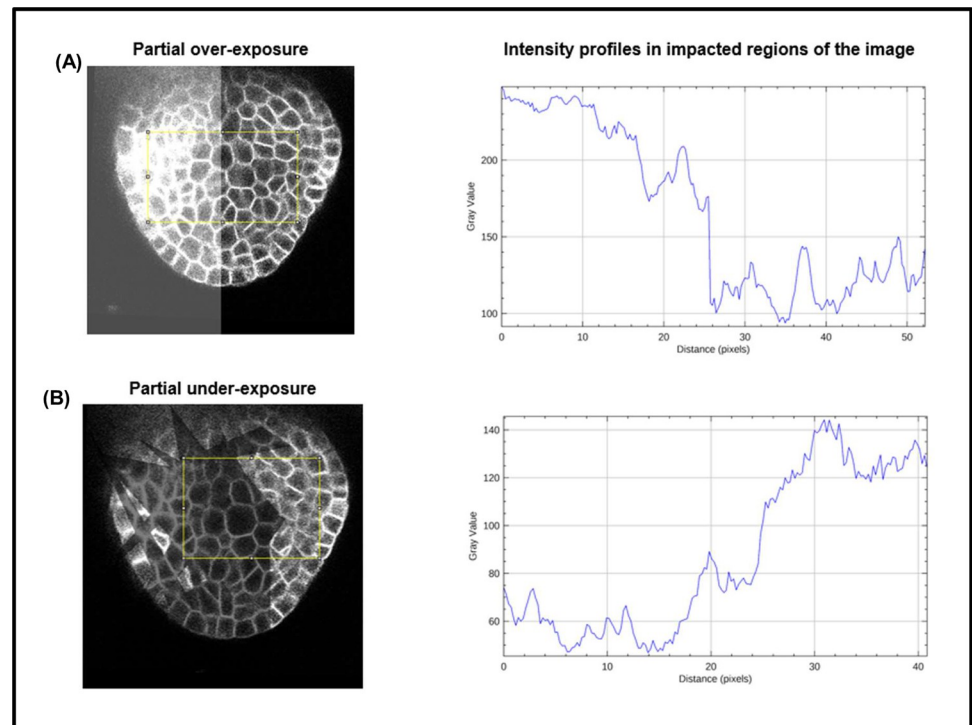 Partial over-exposure
Intensity profiles in impacted regions of the image
(A)
200
150
100
Gray Value
0
10
20
30
40
50
Distance (pixels)
Partial under-exposure
(B)
140
120
100
80
60
Gray Value
0
10
20
30
40
Distance (pixels)